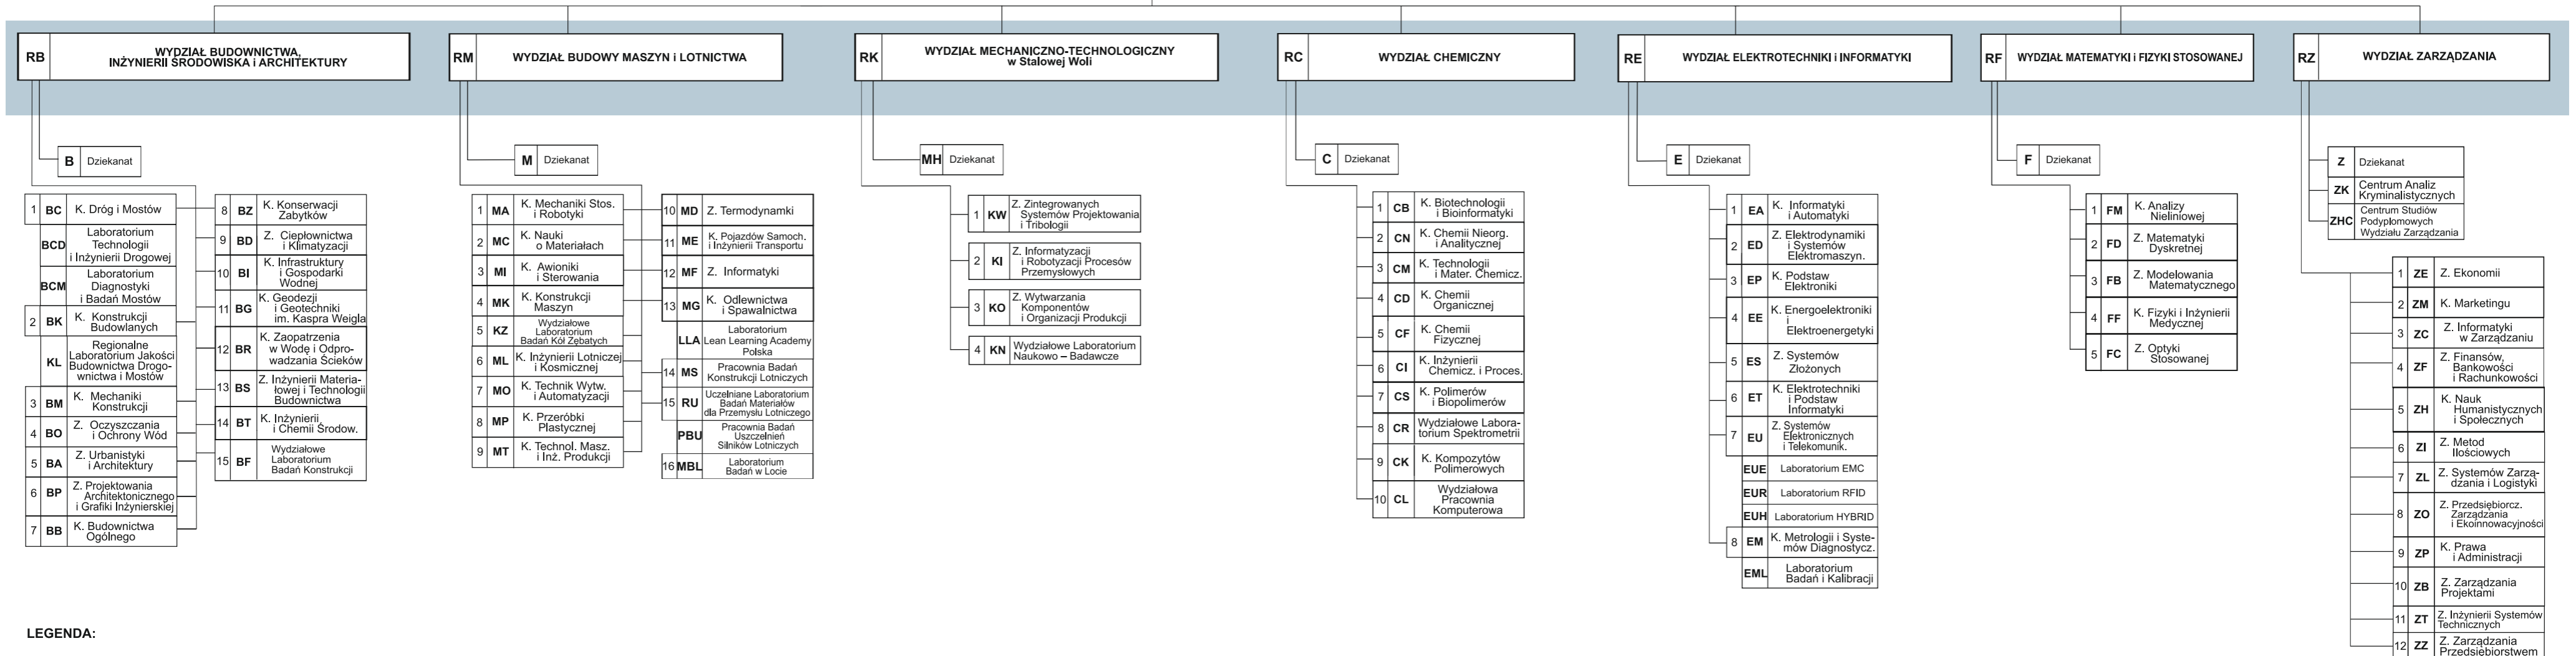 RB
WYDZIAŁ BUDOWNICTWA,
INŻYNIERII ŚRODOWISKA i ARCHITEKTURY
B Dziekanat
1 BC K. Dróg i Mostów
BCD Laboratorium
Technologii
i Inżynierii Drogowej
BCM Laboratorium
Diagnostyki
i Badań Mostów
2 BK K. Konstrukcji
Budowlanych
KL Regionalne
Laboratorium Jakości
Budownictwa Drogo-
wnictwa i Mostów
3 BM K. Mechaniki
Konstrukcji
4 BO Z. Oczyszczania
i Ochrony Wód
5 BA Z. Urbanistyki
i Architektury
6 BP Z. Projektowania
Architektonicznego
i Grafiki Inżynierskiej
7 BB K. Budownictwa
Ogólnego
8 BZ K. Konserwacji
Zabytków
9 BD Z. Ciepłownictwa
i Klimatyzacji
10 BI K. Infrastruktury
i Gospodarki
Wodnej
11 BG K. Geodezji
i Geotechniki
im. Kaspra Weigla
12 BR K. Zaopatrzenia
w Wodę i Odpro-
wadzania Ścieków
13 BS Z. Inżynierii Materia-
łowej i Technologii
Budownictwa
14 BT K. Inżynierii
i Chemii Środow.
15 BF Wydziałowe
Laboratorium
Badań Konstrukcji
RM
WYDZIAŁ BUDOWY MASZYN i LOTNICTWA
M Dziekanat
1 MA K. Mechaniki Stos.
i Robotyki
2 MC K. Nauki
o Materiałach
3 MI K. Awioniki
i Sterowania
4 MK K. Konstrukcji
Maszyn
5 KZ Wydziałowe
Laboratorium
Badań Kół Zębatych
6 ML K. Inżynierii Lotniczej
i Kosmicznej
7 MO K. Technik Wytw.
i Automatyzacji
8 MP K. Przeróbki
Plastycznej
9 MT K. Technol. Masz.
i Inż. Produkcji
10 MD Z. Termodynamki
11 ME K. Pojazdów Samoch.
i Inżynierii Transportu
12 MF Z. Informatyki
13 MG K. Odlewnictwa
i Spawalnictwa
LLA Laboratorium
Lean Learning Academy
Polska
14 MS Pracownia Badań
Konstrukcji Lotniczych
15 RU Uczelniane Laboratorium
Badań Materiałów
dla Przemysłu Lotniczego
PBU Pracownia Badań
Uszczelnień
Silników Lotniczych
16 MBL Laboratorium
Badań w Locie
RK
WYDZIAŁ MECHANICZNO-TECHNOLOGICZNY
w Stalowej Woli
MH Dziekanat
1 KW Z. Zintegrowanych
Systemów Projektowania
i Tribologii
2 KI Z. Informatyzacji
i Robotyzacji Procesów
Przemysłowych
3 KO Z. Wytwarzania
Komponentów
i Organizacji Produkcji
4 KN Wydziałowe Laboratorium
Naukowo – Badawcze
RC
WYDZIAŁ CHEMICZNY
C Dziekanat
1 CB K. Biotechnologii
i Bioinformatyki
2 CN K. Chemii Nieorg.
i Analitycznej
3 CM K. Technologii
i Mater. Chemicz.
4 CD K. Chemii
Organicznej
5 CF K. Chemii
Fizycznej
6 CI K. Inżynierii
Chemicz. i Proces.
7 CS K. Polimerów
i Biopolimerów
8 CR Wydziałowe Labora-
torium Spektrometrii
9 CK K. Kompozytów
Polimerowych
10 CL Wydziałowa
Pracownia
Komputerowa
RE
WYDZIAŁ ELEKTROTECHNIKI i INFORMATYKI
E Dziekanat
1 EA K. Informatyki
i Automatyki
2 ED Z. Elektrodynamiki
i Systemów
Elektromaszyn.
3 EP K. Podstaw
Elektroniki
4 EE K. Energoelektroniki
i
Elektroenergetyki
5 ES Z. Systemów
Złożonych
6 ET K. Elektrotechniki
i Podstaw
Informatyki
7 EU Z. Systemów
Elektronicznych
i Telekomunik.
EUE Laboratorium EMC
EUR Laboratorium RFID
EUH Laboratorium HYBRID
8 EM K. Metrologii i Syste-
mów Diagnostycz.
EML Laboratorium
Badań i Kalibracji
RF
WYDZIAŁ MATEMATYKI i FIZYKI STOSOWANEJ
F Dziekanat
1 FM K. Analizy
Nieliniowej
2 FD Z. Matematyki
Dyskretnej
3 FB Z. Modelowania
Matematycznego
4 FF K. Fizyki i Inżynierii
Medycznej
5 FC Z. Optyki
Stosowanej
RZ
WYDZIAŁ ZARZĄDZANIA
Z Dziekanat
ZK Centrum Analiz
Kryminalistycznych
ZHC Centrum Studiów
Podyplomowych
Wydziału Zarządzania
1 ZE Z. Ekonomii
2 ZM K. Marketingu
3 ZC Z. Informatyki
w Zarządzaniu
4 ZF Z. Finansów,
Bankowości
i Rachunkowości
5 ZH K. Nauk
Humanistycznych
i Społecznych
6 ZI Z. Metod
Ilościowych
7 ZL Z. Systemów Zarzą-
dzania i Logistyki
8 ZO Z. Przedsiębiorcz.
Zarządzania
i Ekoinnowacyjności
9 ZP K. Prawa
i Administracji
10 ZB Z. Zarządzania
Projektami
11 ZT Z. Inżynierii Systemów
Technicznych
12 ZZ Z. Zarządzania
Przedsiębiorstwem
LEGENDA: